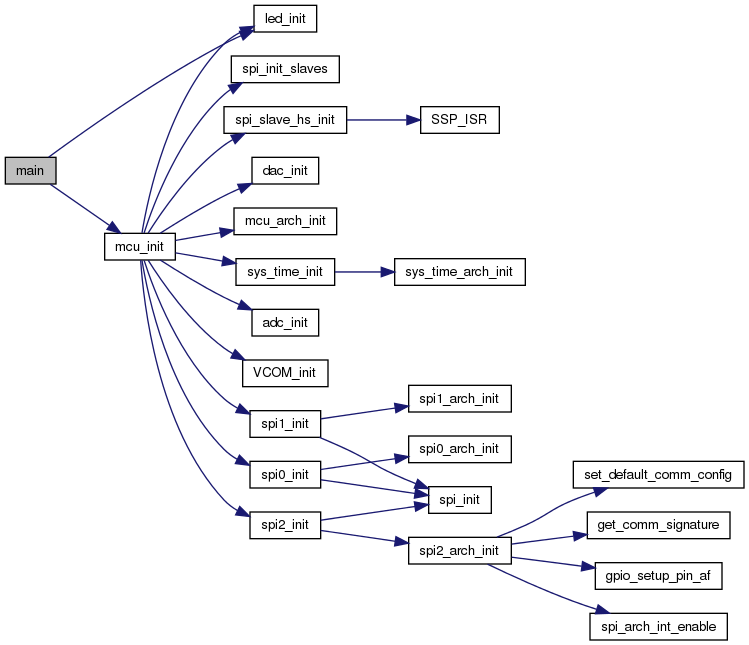 led_init
spi_init_slaves
spi_slave_hs_init
SSP_ISR
main
dac_init
mcu_arch_init
mcu_init
sys_time_init
sys_time_arch_init
adc_init
VCOM_init
spi1_arch_init
spi1_init
spi0_arch_init
spi0_init
set_default_comm_config
spi_init
spi2_init
get_comm_signature
spi2_arch_init
gpio_setup_pin_af
spi_arch_int_enable